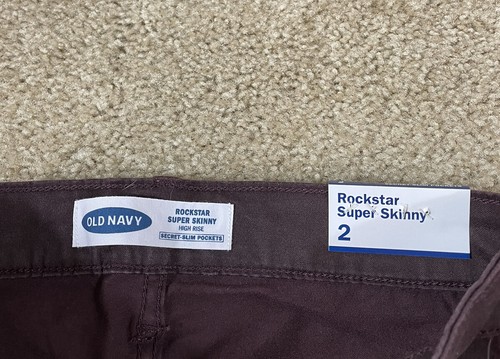 OLD NAVY
ROCKSTAR
SUPER SKINNY
HIGH RISE
SECRET-SLIM POCKETS
Rockstar
Super Skinny
2